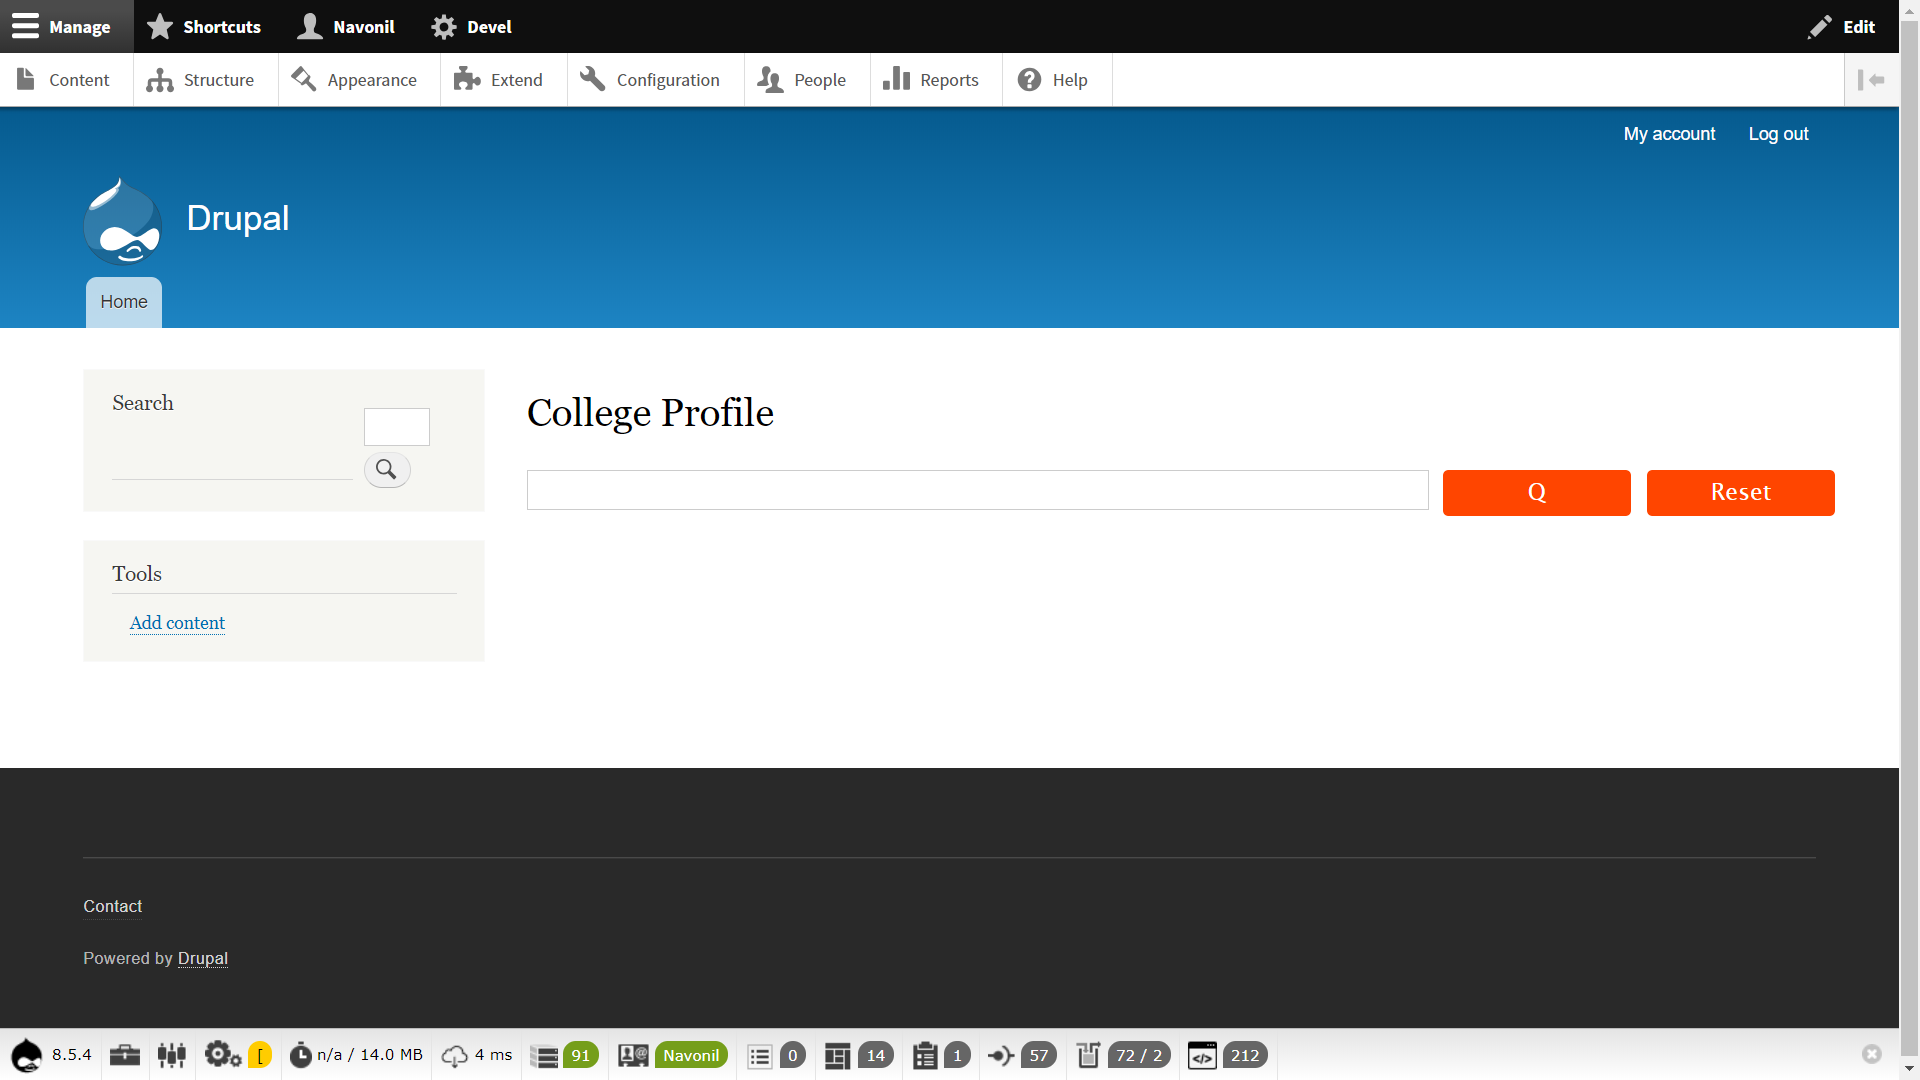 Manage Shortcuts Navonil Devel Edit
Content Structure Appearance Extend Configuration People Reports Help
My account Log out
Drupal
Home
Search
College Profile
Q Reset
Tools
Add content
Contact
Powered by Drupal
8.5.4 [ n/a / 14.0 MB 4 ms 91 Navonil 0 14 1 57 72 / 2 212